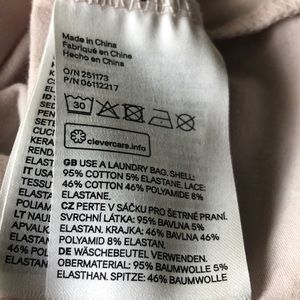 Made in China
Fabriqué en Chine
Hecho en China
O/N 251173
P/N 06112217
30
clevercare.info
GB USE A LAUNDRY BAG. SHELL:
95% COTTON 5% ELASTANE. LACE:
46% COTTON 46% POLYAMIDE 8%
ELASTANE.
CZ PERTE V SÁČKU PRO ŠETRNÉ PRANÍ.
SVRCHNÍ LÁTKA: 95% BAVLNA 5%
ELASTAN. KRAJKA: 46% BAVLNA 46%
POLYAMID 8% ELASTAN.
DE WÄSCHEBEUTEL VERWENDEN.
OBERMATERIAL: 95% BAUMWOLLE 5%
ELASTHAN. SPITZE: 46% BAUMWOLLE